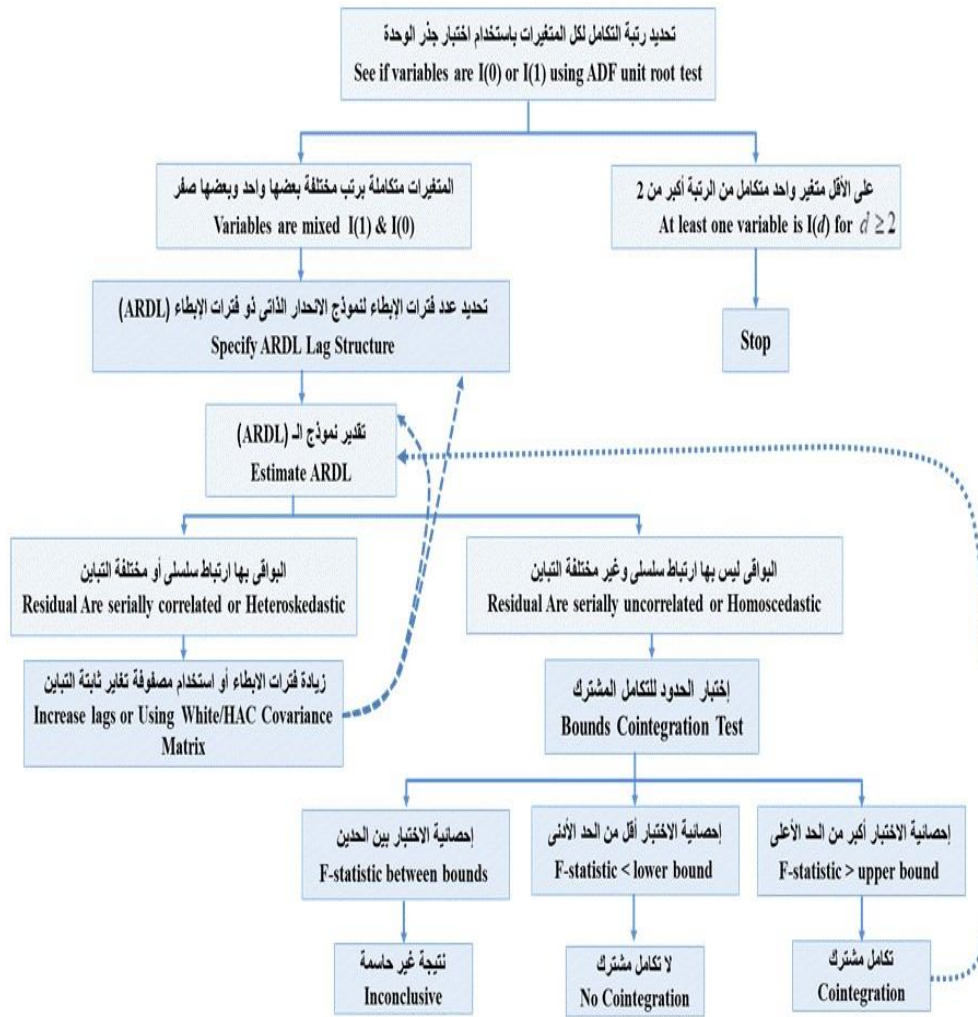 تحديد رتبة التكامل لكل المتغيرات باستخدام اختبار جذر الوحدة
See if variables are I(0) or I(1) using ADF unit root test
المتغيرات متكاملة برتب مختلفة بعضها واحد وبعضها صفر
Variables are mixed I(1) & I(0)
على الأقل متغير واحد متكامل من الرتبة أكبر من 2
At least one variable is I(d) for d ≥ 2
تحديد عدد فترات الإبطاء لنموذج الانحدار الذاتى ذو فترات الإبطاء (ARDL)
Specify ARDL Lag Structure
Stop
تقدير نموذج الـ (ARDL)
Estimate ARDL
البواقى بها ارتباط سلسلى أو مختلفة التباين
Residual Are serially correlated or Heteroskedastic
البواقى ليس بها ارتباط سلسلى وغير مختلفة التباين
Residual Are serially uncorrelated or Homoscedastic
زيادة فترات الابطاء أو استخدام مصفوفة تغاير ثابتة التباين
Increase lags or Using White/HAC Covariance
Matrix
إختبار الحدود للتكامل المشترك
Bounds Cointegration Test
إحصائية الاختبار بين الحدين
F-statistic between bounds
إحصائية الاختبار أقل من الحد الأدنى
F-statistic < lower bound
إحصائية الاختبار أكبر من الحد الأعلى
F-statistic > upper bound
نتيجة غير حاسمة
Inconclusive
لا تكامل مشترك
No Cointegration
تكامل مشترك
Cointegration